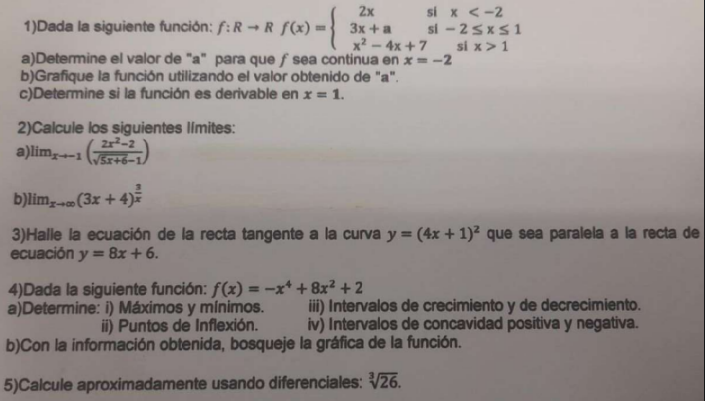 1)Dada la siguiente función: f: R → R f(x) = { 2x si x < −2
3x + a si − 2 ≤ x ≤ 1
x² − 4x + 7 si x > 1
a)Determine el valor de "a" para que f sea continua en x = −2
b)Grafique la función utilizando el valor obtenido de "a".
c)Determine si la función es derivable en x = 1.
2)Calcule los siguientes límites:
a)lim_{x→−1} ((2x²−2)/(√(5x+6)−1))
b)lim_{x→∞}(3x + 4)^{3/x}
3)Halle la ecuación de la recta tangente a la curva y = (4x + 1)² que sea paralela a la recta de
ecuación y = 8x + 6.
4)Dada la siguiente función: f(x) = −x⁴ + 8x² + 2
a)Determine: i) Máximos y mínimos. iii) Intervalos de crecimiento y de decrecimiento.
ii) Puntos de Inflexión. iv) Intervalos de concavidad positiva y negativa.
b)Con la información obtenida, bosqueje la gráfica de la función.
5)Calcule aproximadamente usando diferenciales: ∛26.